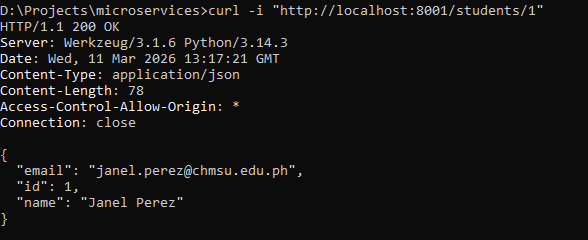 D:\Projects\microservices>curl -i "http://localhost:8001/students/1"
HTTP/1.1 200 OK
Server: Werkzeug/3.1.6 Python/3.14.3
Date: Wed, 11 Mar 2026 13:17:21 GMT
Content-Type: application/json
Content-Length: 78
Access-Control-Allow-Origin: *
Connection: close

{
  "email": "janel.perez@chmsu.edu.ph",
  "id": 1,
  "name": "Janel Perez"
}